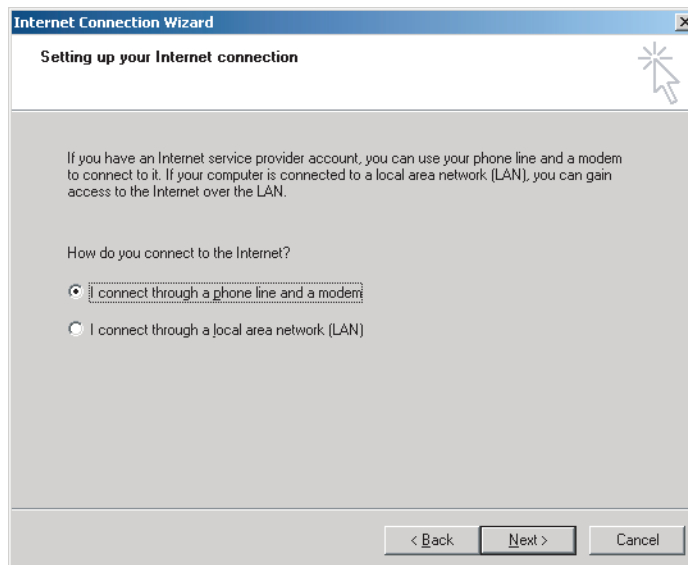 Internet Connection Wizard
Setting up your Internet connection
If you have an Internet service provider account, you can use your phone line and a modem
to connect to it. If your computer is connected to a local area network (LAN), you can gain
access to the Internet over the LAN.
How do you connect to the Internet?
I connect through a phone line and a modem
I connect through a local area network (LAN)
< Back Next > Cancel